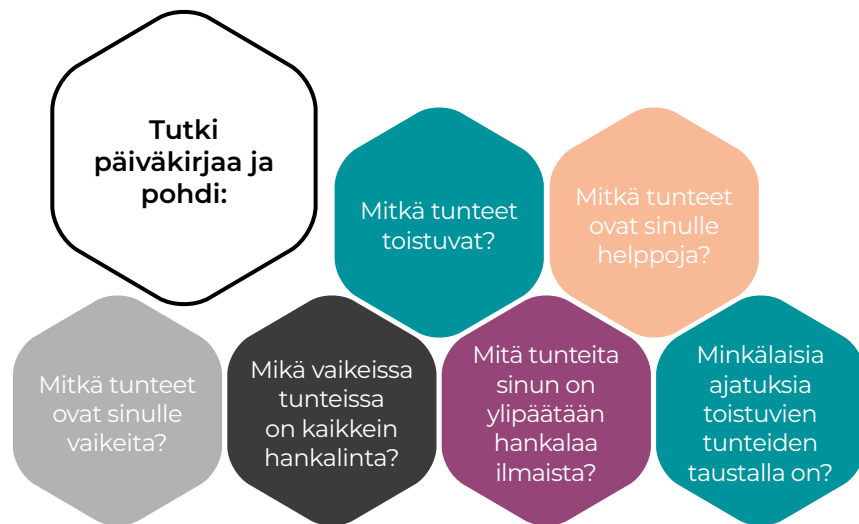 Tutki
päiväkirjaa ja
pohdi:
Mitkä tunteet
toistuvat?
Mitkä tunteet
ovat sinulle
helppoja?
Mitkä tunteet
ovat sinulle
vaikeita?
Mikä vaikeissa
tunteissa
on kaikkein
hankalinta?
Mitä tunteita
sinun on
ylipäätään
hankalaa
ilmaista?
Minkälaisia
ajatuksia
toistuvien
tunteiden
taustalla on?